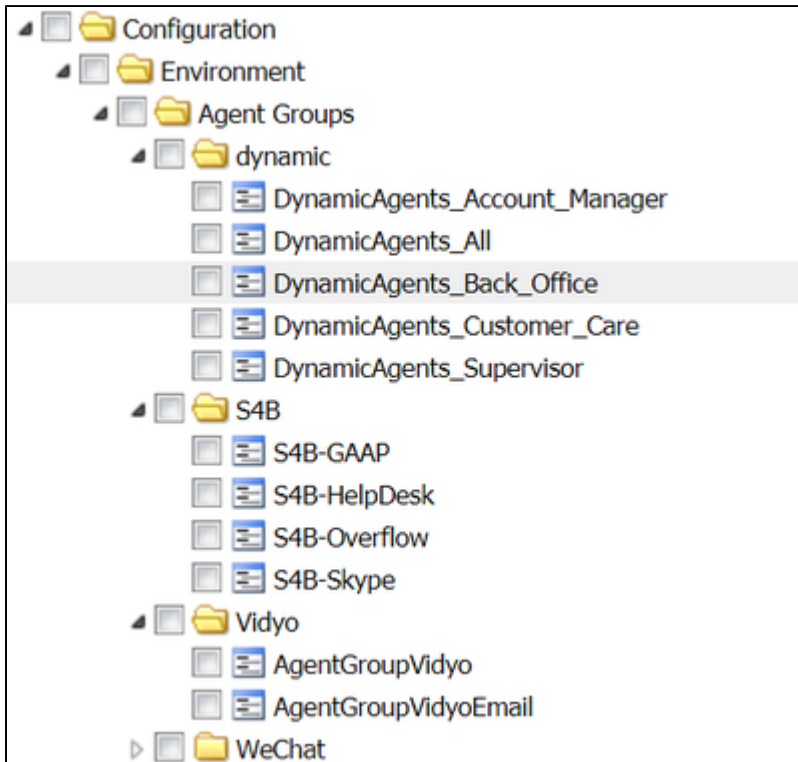 Configuration
Environment
Agent Groups
dynamic
DynamicAgents_Account_Manager
DynamicAgents_All
DynamicAgents_Back_Office
DynamicAgents_Customer_Care
DynamicAgents_Supervisor
S4B
S4B-GAAP
S4B-HelpDesk
S4B-Overflow
S4B-Skype
Vidyo
AgentGroupVidyo
AgentGroupVidyoEmail
WeChat